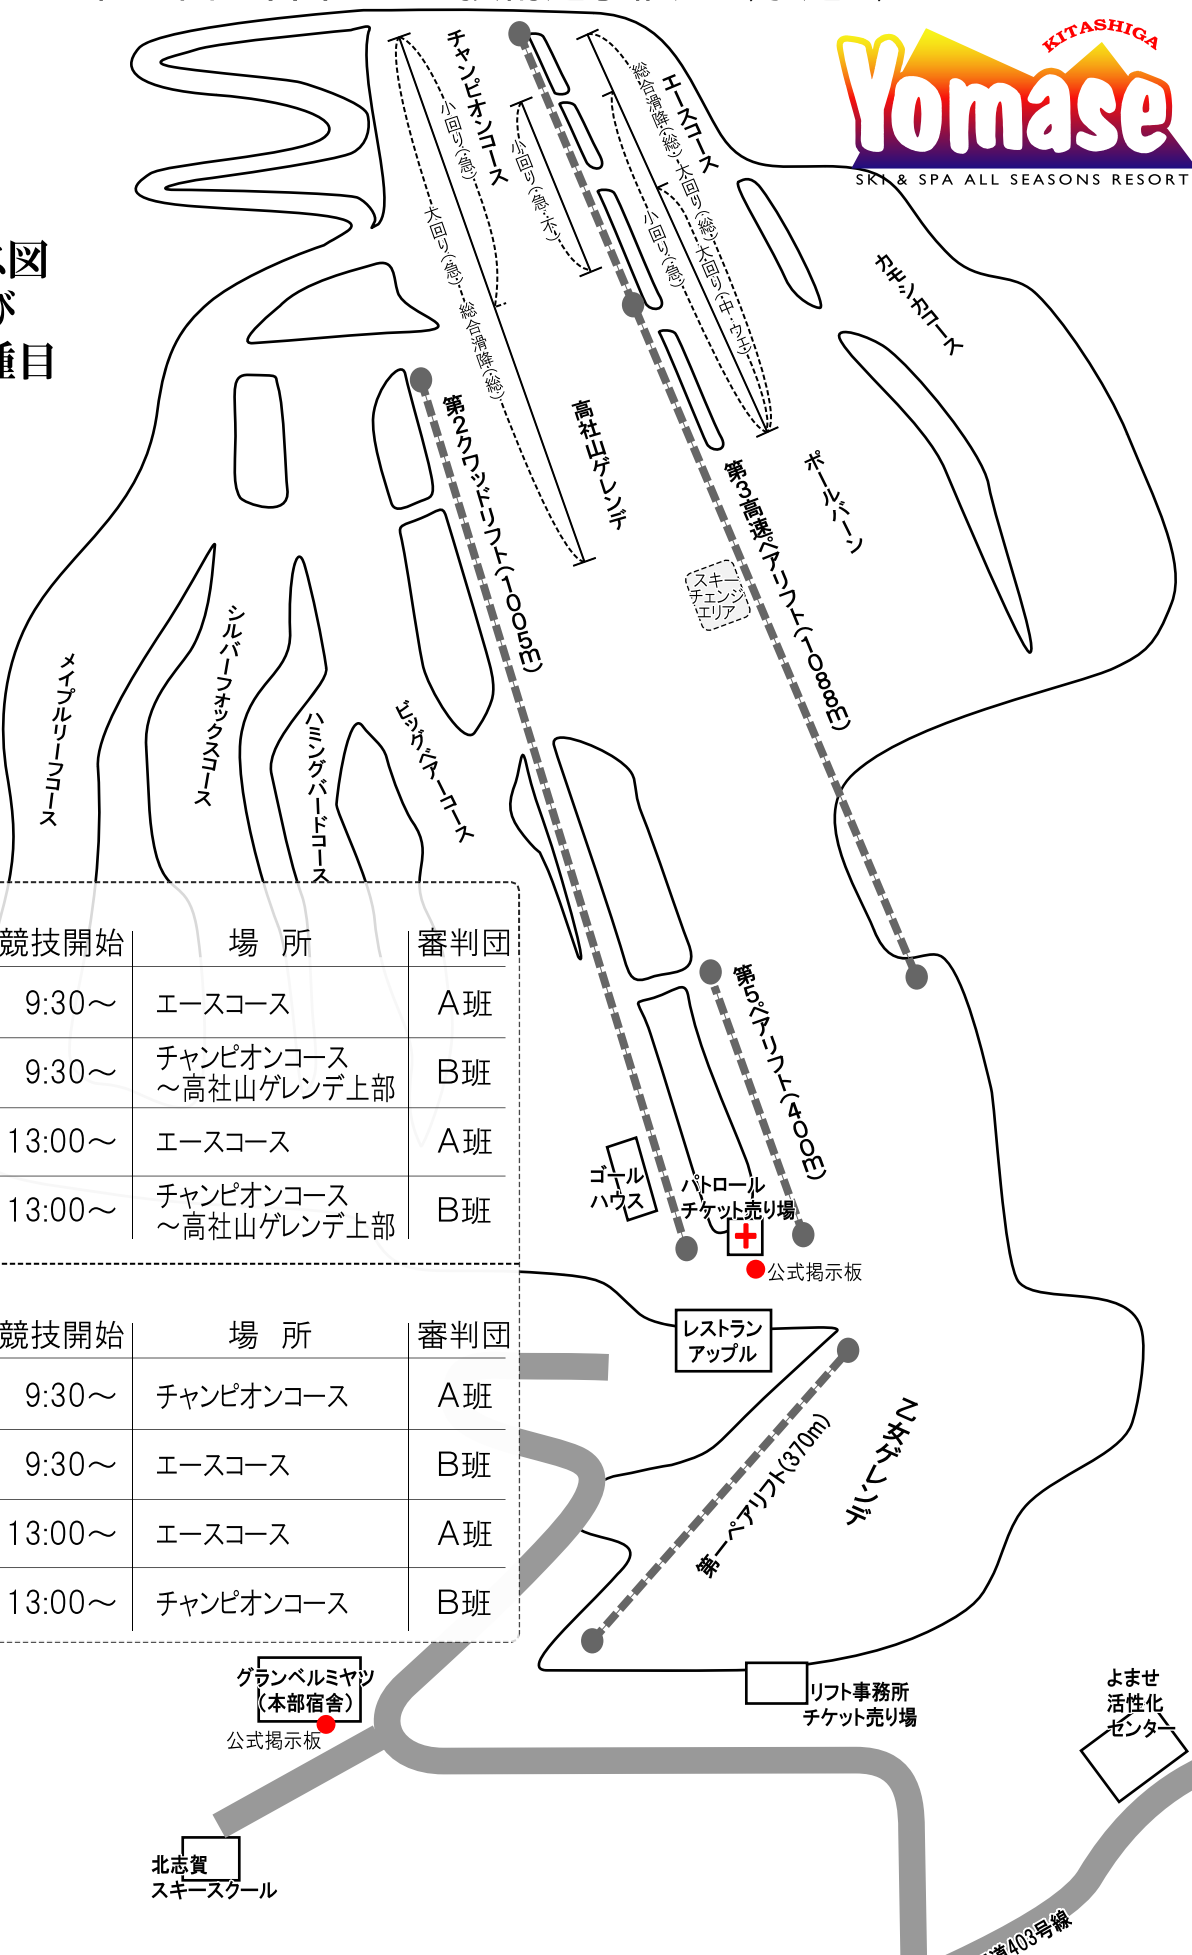 KITASHIGA
Yomase
SKI & SPA ALL SEASONS RESORT
図
び
種目
チャンピオンコース
小回り(急)
大回り(急)
総合滑降(総)
小回り(急・不)
エースコース
総合滑降(総)
大回り(総)
大回り(中・ウエ)
小回り(急)
カモシカコース
第2クワッドリフト(1005m)
高社山ゲレンデ
第3高速ペアリフト(1088m)
ポールバーン
スキー
チェンジ
エリア
メイプルリーフコース
シルバーフォックスコース
ハミングバードコース
ビッグベアーコース
競技開始 場 所 審判団
9:30～ エースコース A班
9:30～ チャンピオンコース
～高社山ゲレンデ上部 B班
13:00～ エースコース A班
13:00～ チャンピオンコース
～高社山ゲレンデ上部 B班
競技開始 場 所 審判団
9:30～ チャンピオンコース A班
9:30～ エースコース B班
13:00～ エースコース A班
13:00～ チャンピオンコース B班
第5ペアリフト(400m)
ゴール
ハウス
パトロール
チケット売り場
公式掲示板
レストラン
アップル
第一ペアリフト(370m)
乙女ゲレンデ
グランベルミヤツ
(本部宿舎)
公式掲示板
リフト事務所
チケット売り場
よませ
活性化
センター
北志賀
スキースクール
道403号線